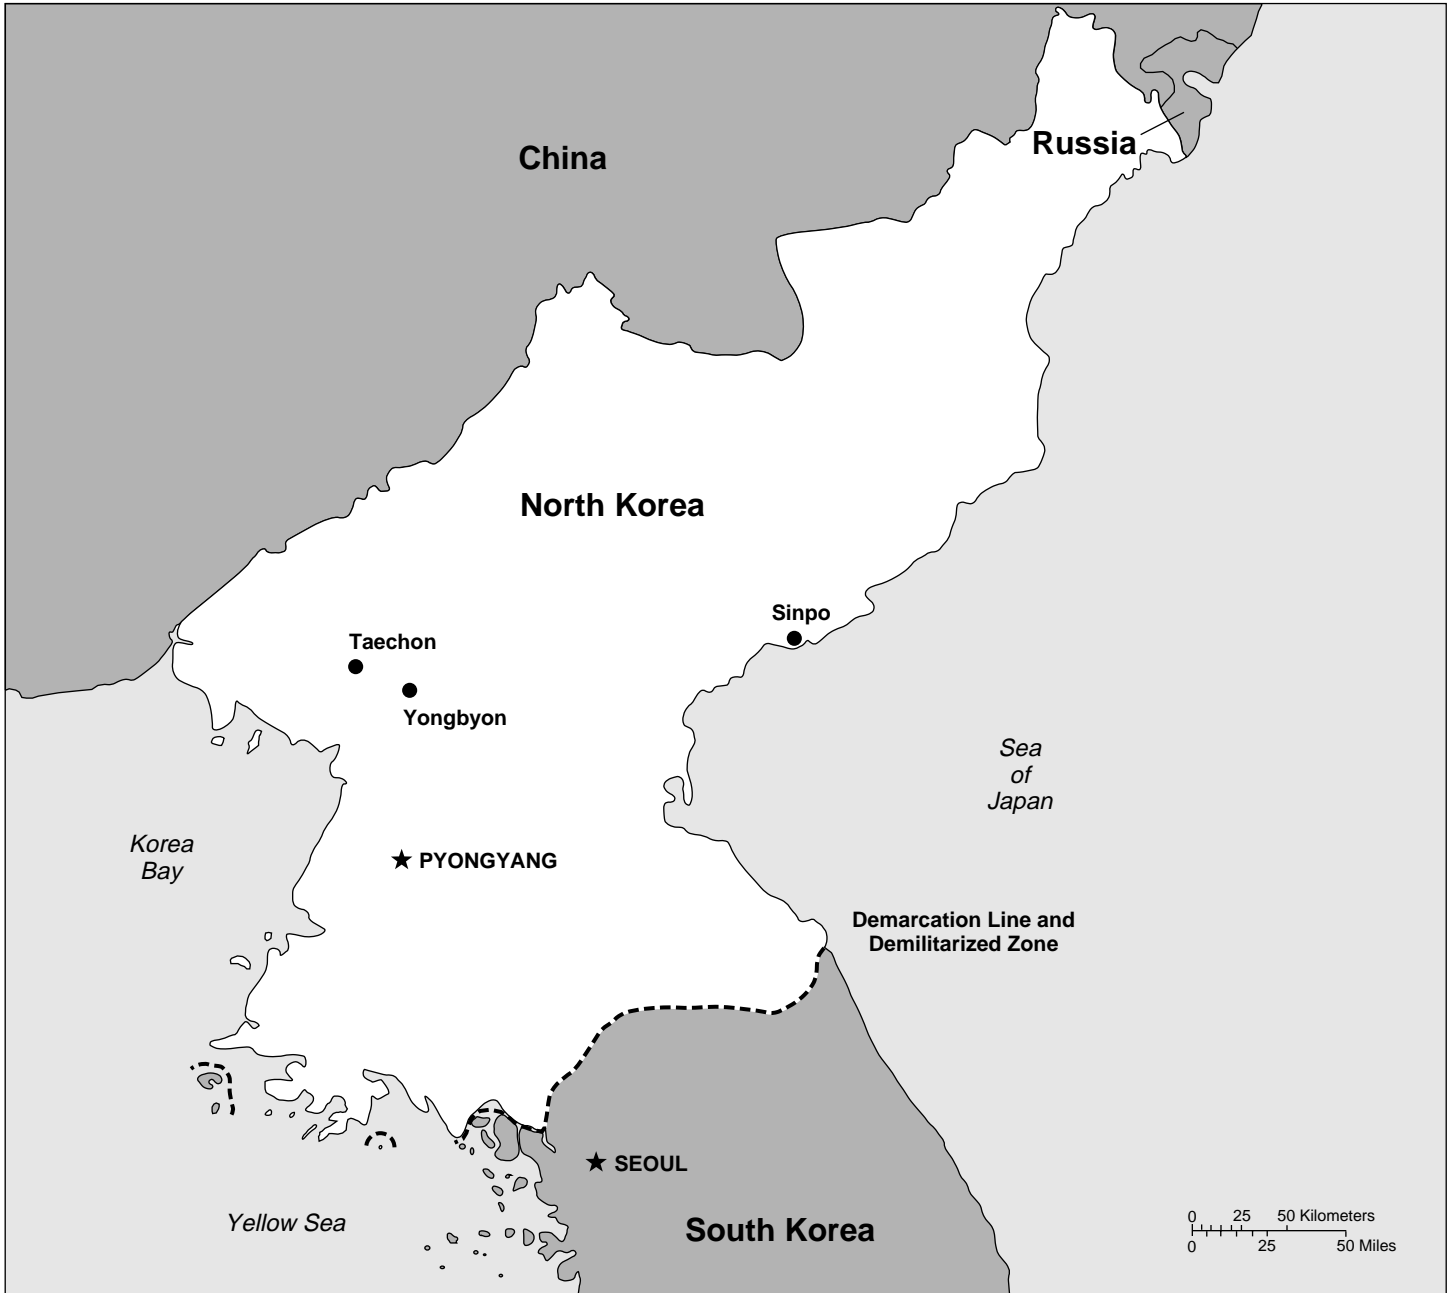 China
Russia
North Korea
Sinpo
Taechon
Yongbyon
Sea
of
Japan
Korea
Bay
PYONGYANG
Demarcation Line and
Demilitarized Zone
SEOUL
Yellow Sea
South Korea
0 25 50 Kilometers
0 25 50 Miles